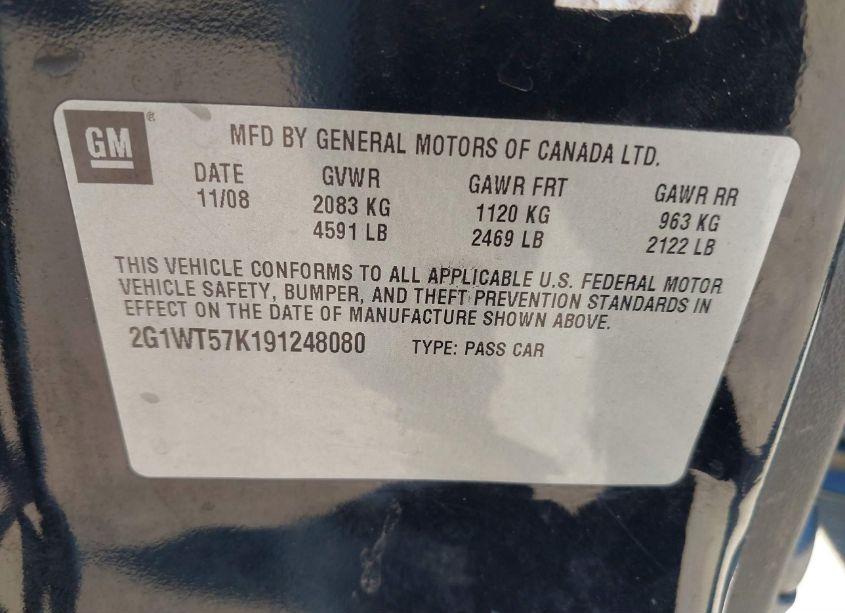 GM ®
MFD BY GENERAL MOTORS OF CANADA LTD.
DATE GVWR GAWR FRT GAWR RR
11/08 2083 KG 1120 KG 963 KG
4591 LB 2469 LB 2122 LB
THIS VEHICLE CONFORMS TO ALL APPLICABLE U.S. FEDERAL MOTOR
VEHICLE SAFETY, BUMPER, AND THEFT PREVENTION STANDARDS IN
EFFECT ON THE DATE OF MANUFACTURE SHOWN ABOVE.
2G1WT57K191248080 TYPE: PASS CAR